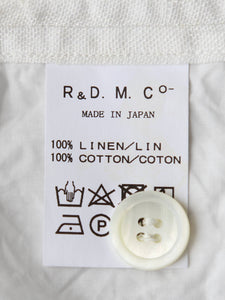 R&D. M. Co-
MADE IN JAPAN
100% LINEN/LIN
100% COTTON/COTON
P